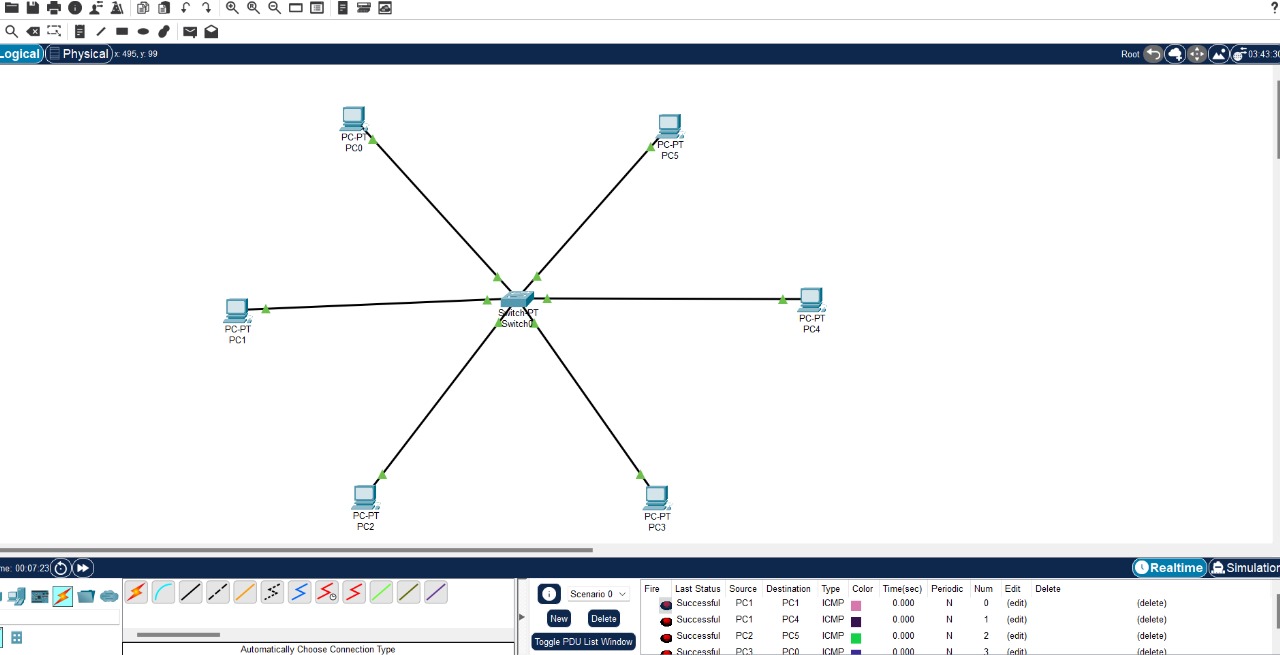 ?
Logical Physical x: 495, y: 99 Root 03:43:30
PC-PT
PC0
PC-PT
PC5
Switch-PT
Switch0
PC-PT
PC1
PC-PT
PC4
PC-PT
PC2
PC-PT
PC3
me: 00:07:23 Realtime Simulation
Scenario 0
New Delete
Toggle PDU List Window
Automatically Choose Connection Type
Fire Last Status Source Destination Type Color Time(sec) Periodic Num Edit Delete
Successful PC1 PC1 ICMP 0.000 N 0 (edit) (delete)
Successful PC1 PC4 ICMP 0.000 N 1 (edit) (delete)
Successful PC2 PC5 ICMP 0.000 N 2 (edit) (delete)
Successful PC3 PC0 ICMP 0.000 N 3 (edit) (delete)